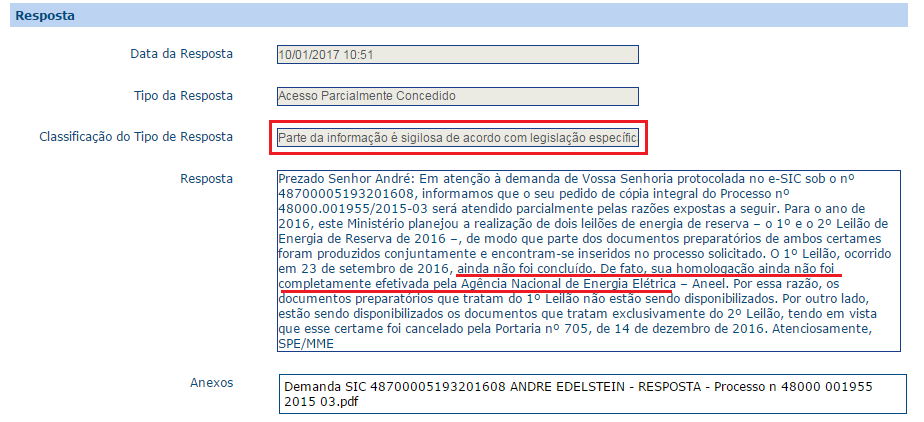 Resposta
Data da Resposta
10/01/2017 10:51
Tipo da Resposta
Acesso Parcialmente Concedido
Classificação do Tipo de Resposta
Parte da informação é sigilosa de acordo com legislação específic
Resposta
Prezado Senhor André: Em atenção à demanda de Vossa Senhoria protocolada no e-SIC sob o nº
48700005193201608, informamos que o seu pedido de cópia integral do Processo nº
48000.001955/2015-03 será atendido parcialmente pelas razões expostas a seguir. Para o ano de
2016, este Ministério planejou a realização de dois leilões de energia de reserva – o 1º e o 2º Leilão de
Energia de Reserva de 2016 –, de modo que parte dos documentos preparatórios de ambos certames
foram produzidos conjuntamente e encontram-se inseridos no processo solicitado. O 1º Leilão, ocorrido
em 23 de setembro de 2016, ainda não foi concluído. De fato, sua homologação ainda não foi
completamente efetivada pela Agência Nacional de Energia Elétrica – Aneel. Por essa razão, os
documentos preparatórios que tratam do 1º Leilão não estão sendo disponibilizados. Por outro lado,
estão sendo disponibilizados os documentos que tratam exclusivamente do 2º Leilão, tendo em vista
que esse certame foi cancelado pela Portaria nº 705, de 14 de dezembro de 2016. Atenciosamente,
SPE/MME
Anexos
Demanda SIC 48700005193201608 ANDRE EDELSTEIN - RESPOSTA - Processo n 48000 001955
2015 03.pdf